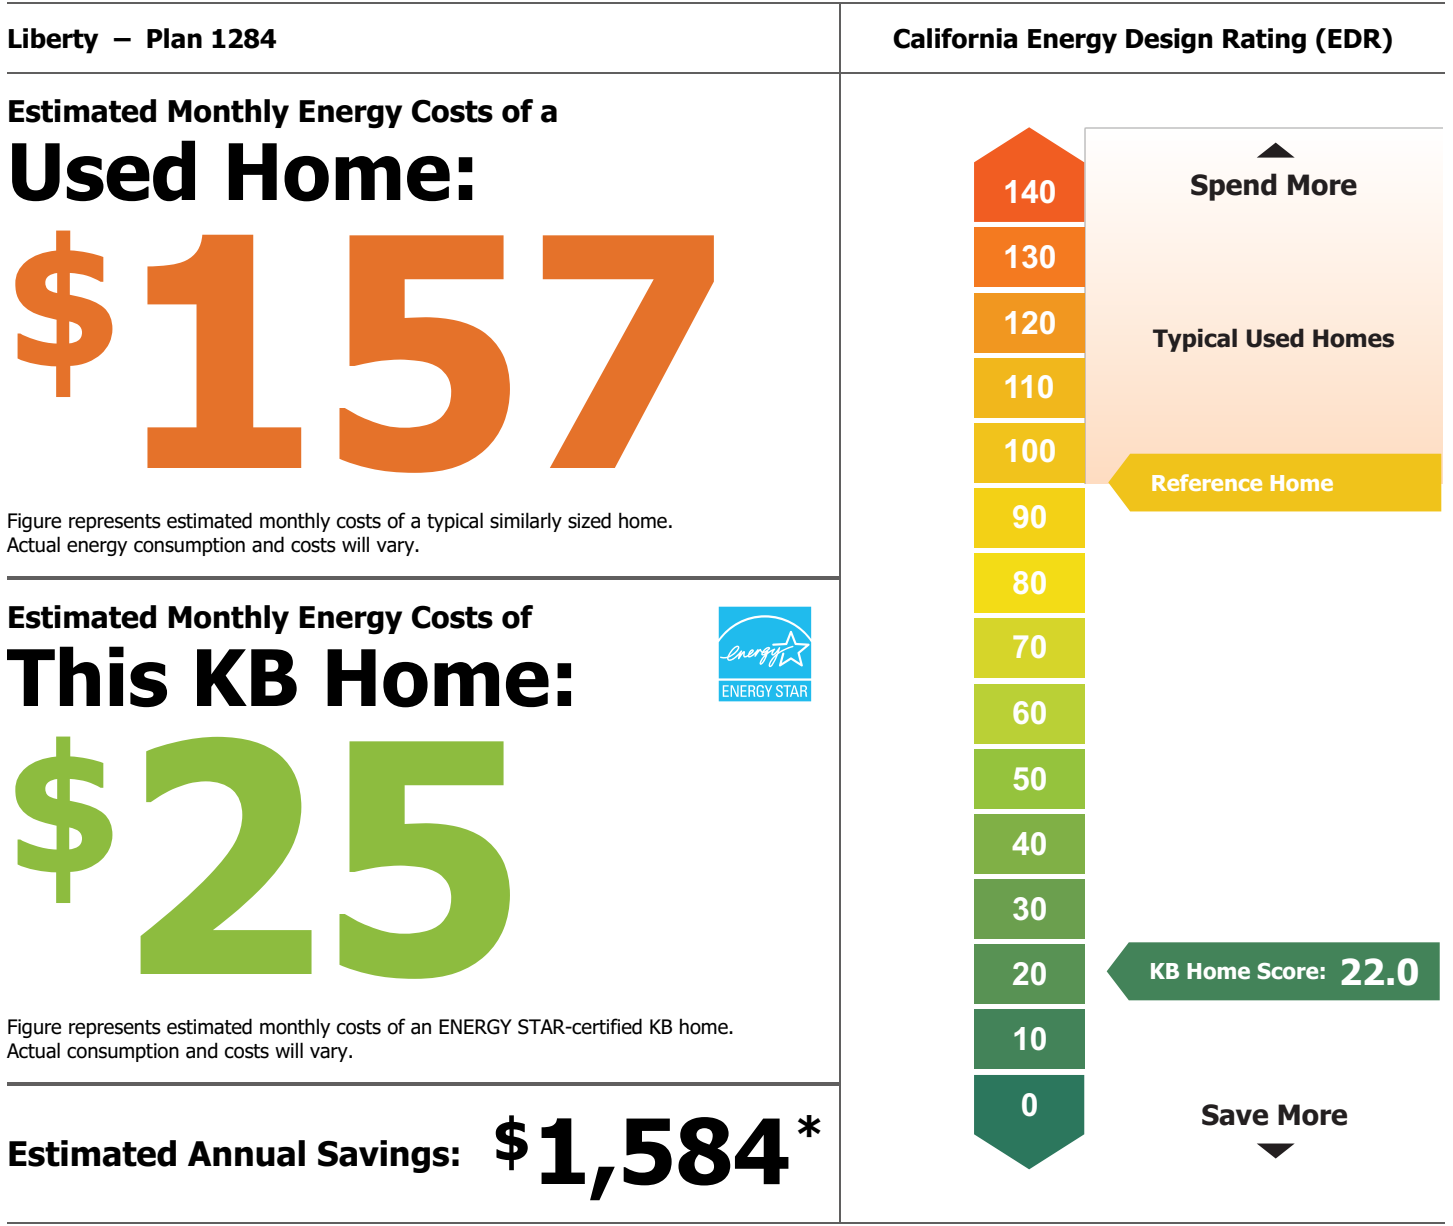 Liberty – Plan 1284
Estimated Monthly Energy Costs of a
Used Home:
$157
Figure represents estimated monthly costs of a typical similarly sized home.
Actual energy consumption and costs will vary.
Estimated Monthly Energy Costs of
This KB Home:
energy
ENERGY STAR
$25
Figure represents estimated monthly costs of an ENERGY STAR-certified KB home.
Actual consumption and costs will vary.
Estimated Annual Savings: $1,584*
California Energy Design Rating (EDR)
140
130
120
110
100
90
80
70
60
50
40
30
20
10
0
Spend More
Typical Used Homes
Reference Home
KB Home Score: 22.0
Save More